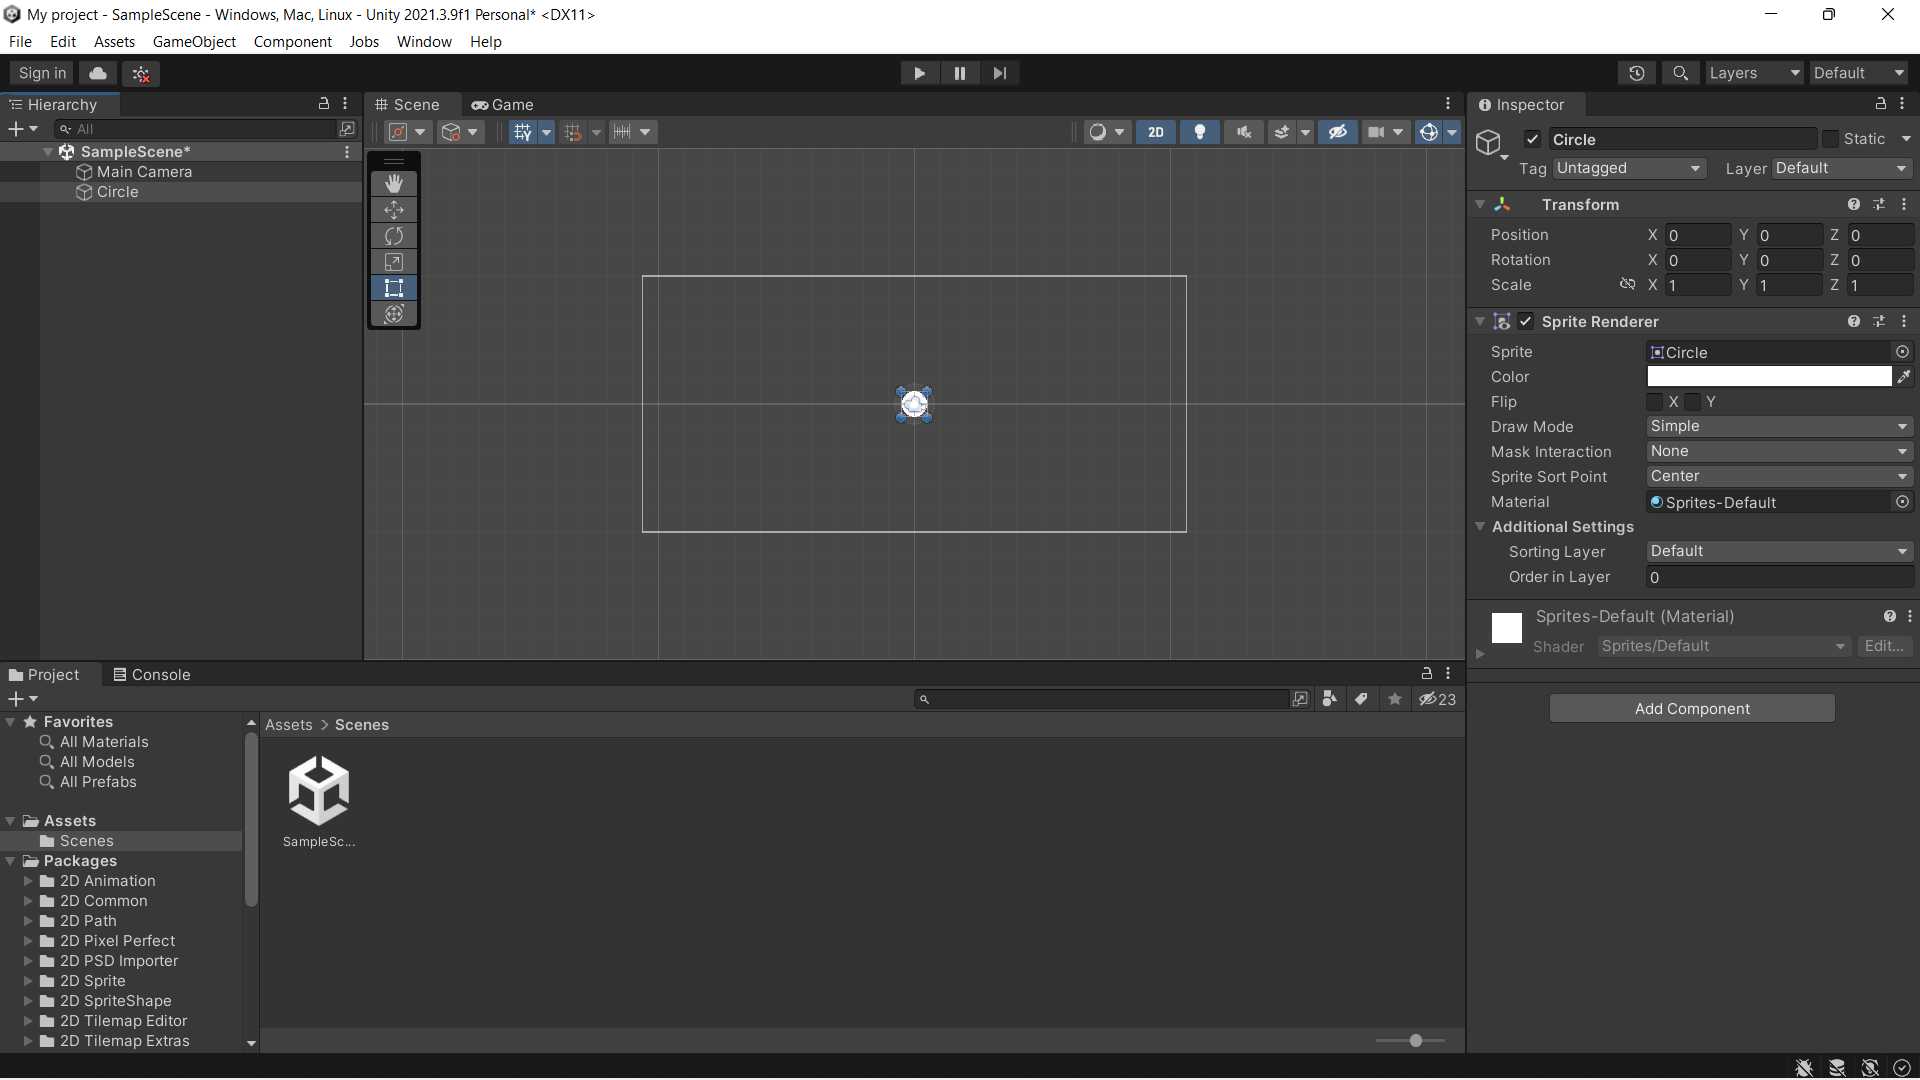 My project - SampleScene - Windows, Mac, Linux - Unity 2021.3.9f1 Personal* <DX11>
File Edit Assets GameObject Component Jobs Window Help
Sign in
Layers
Default
Hierarchy
All
SampleScene*
Main Camera
Circle
Scene
Game
2D
Inspector
Circle
Static
Tag Untagged
Layer Default
Transform
Position X 0 Y 0 Z 0
Rotation X 0 Y 0 Z 0
Scale X 1 Y 1 Z 1
Sprite Renderer
Sprite Circle
Color
Flip X Y
Draw Mode Simple
Mask Interaction None
Sprite Sort Point Center
Material Sprites-Default
Additional Settings
Sorting Layer Default
Order in Layer 0
Sprites-Default (Material)
Shader Sprites/Default Edit...
Add Component
Project
Console
23
Favorites
All Materials
All Models
All Prefabs
Assets
Scenes
Packages
2D Animation
2D Common
2D Path
2D Pixel Perfect
2D PSD Importer
2D Sprite
2D SpriteShape
2D Tilemap Editor
2D Tilemap Extras
Assets > Scenes
SampleSc...